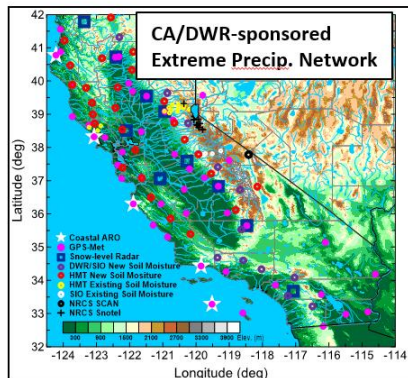 CA/DWR-sponsored
Extreme Precip. Network
Latitude (deg)
42
41
40
39
38
37
36
35
34
33
32
Coastal ARO
GPS-Met
Snow-level Radar
DWR/SIO New Soil Moisture
HMT New Soil Moisture
HMT Existing Soil Moisture
SIO Existing Soil Moisture
NRCS SCAN
NRCS Snotel
300 900 1500 2100 2700 3300 3900 Elev. (m)
-124 -123 -122 -121 -120 -119 -118 -117 -116 -115 -114
Longitude (deg)